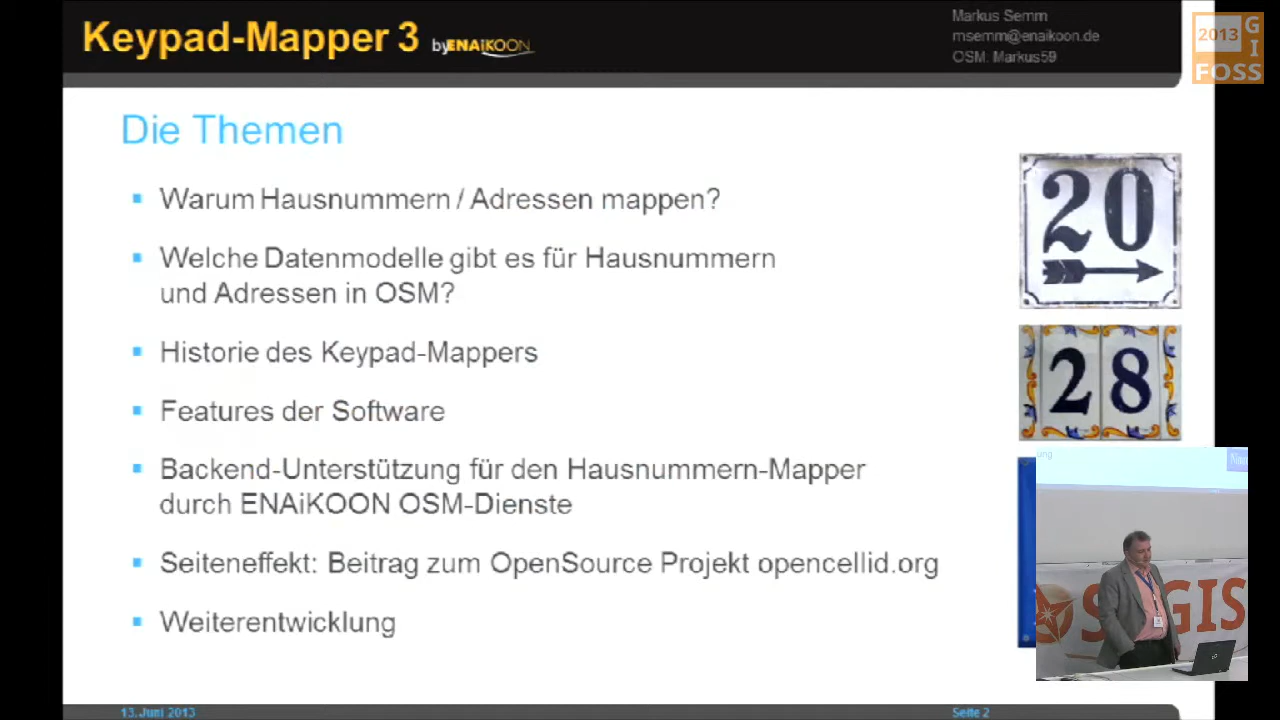 Keypad-Mapper 3 byENAiKOON
Markus Semm
msemm@enaikoon.de
OSM: Markus59
2013
GI
FOSS
Die Themen
Warum Hausnummern / Adressen mappen?
Welche Datenmodelle gibt es für Hausnummern
und Adressen in OSM?
Historie des Keypad-Mappers
Features der Software
Backend-Unterstützung für den Hausnummern-Mapper
durch ENAiKOON OSM-Dienste
Seiteneffekt: Beitrag zum OpenSource Projekt opencellid.org
Weiterentwicklung
20
28
ung
GIS
13.Juni 2013
Seite 2